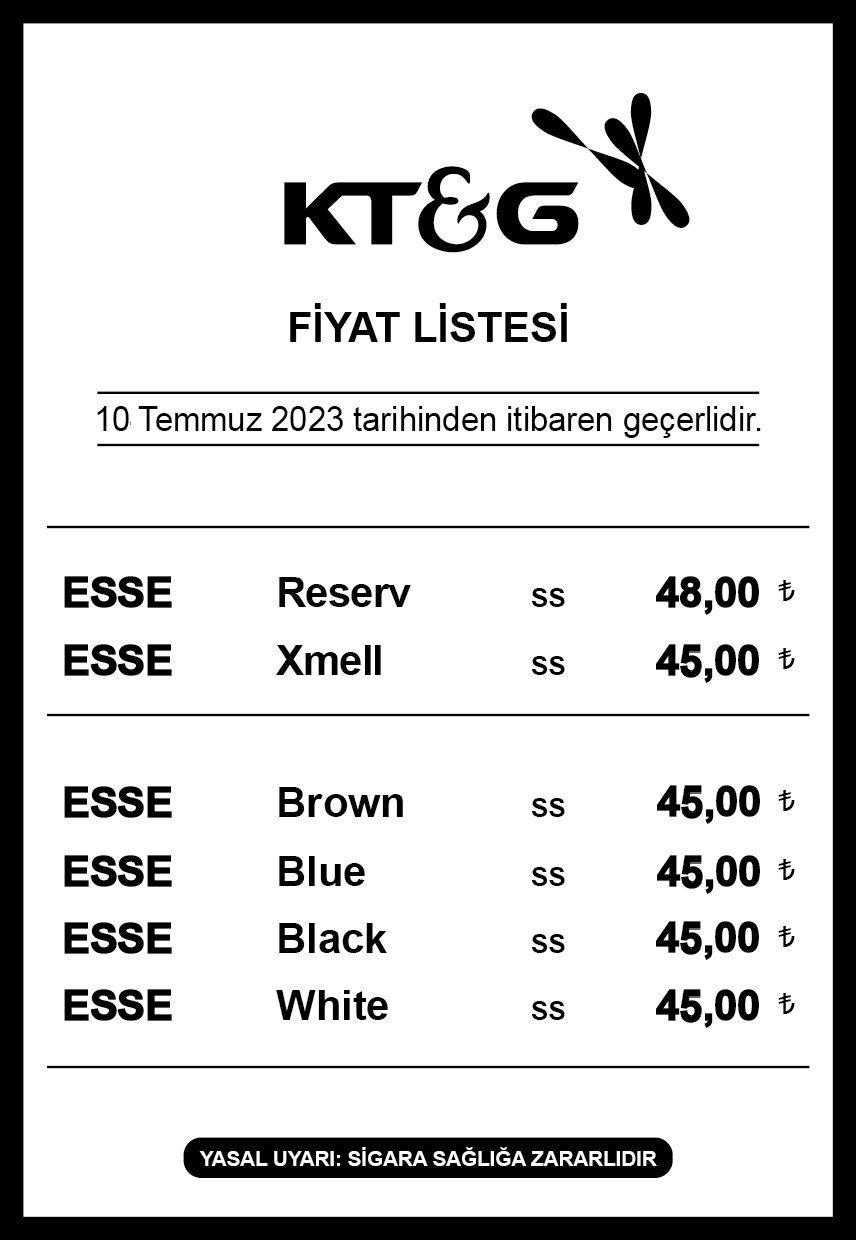 KT&G
FİYAT LİSTESİ
10 Temmuz 2023 tarihinden itibaren geçerlidir.
ESSE Reserv ss 48,00 ₺
ESSE Xmell ss 45,00 ₺
ESSE Brown ss 45,00 ₺
ESSE Blue ss 45,00 ₺
ESSE Black ss 45,00 ₺
ESSE White ss 45,00 ₺
YASAL UYARI: SİGARA SAĞLIĞA ZARARLIDIR